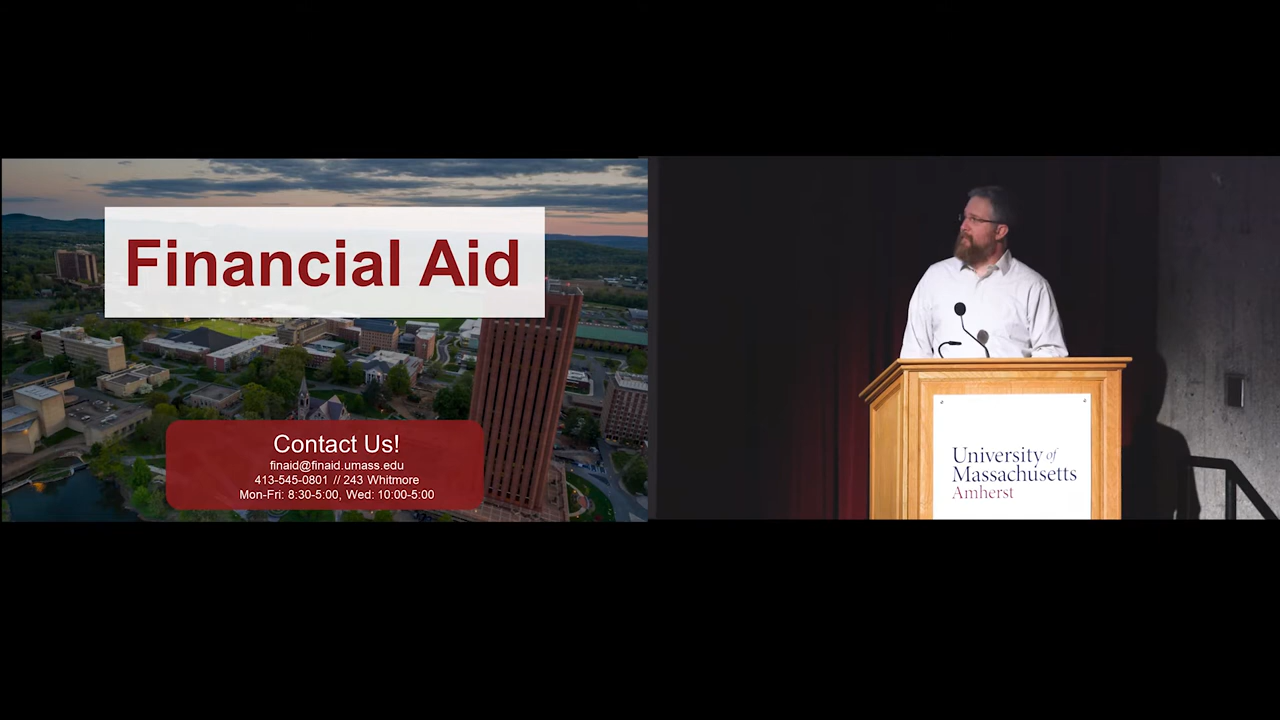 Financial Aid
Contact Us!
finaid@finaid.umass.edu
413-545-0801 // 243 Whitmore
Mon-Fri: 8:30-5:00, Wed: 10:00-5:00
University of
Massachusetts
Amherst